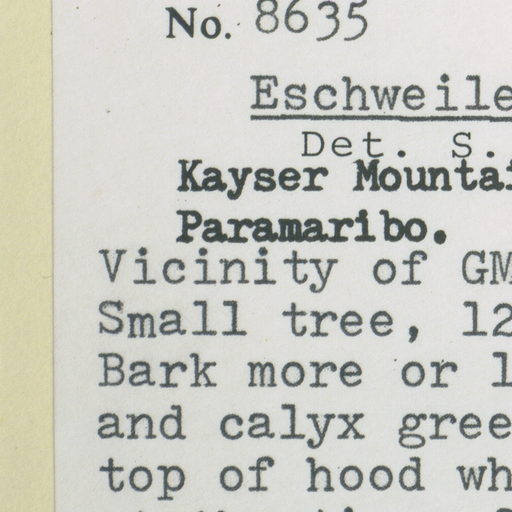 No. 8635
Eschweile
Det. S.
Kayser Mountai
Paramaribo.
Vicinity of GM
Small tree, 12
Bark more or l
and calyx gree
top of hood wh